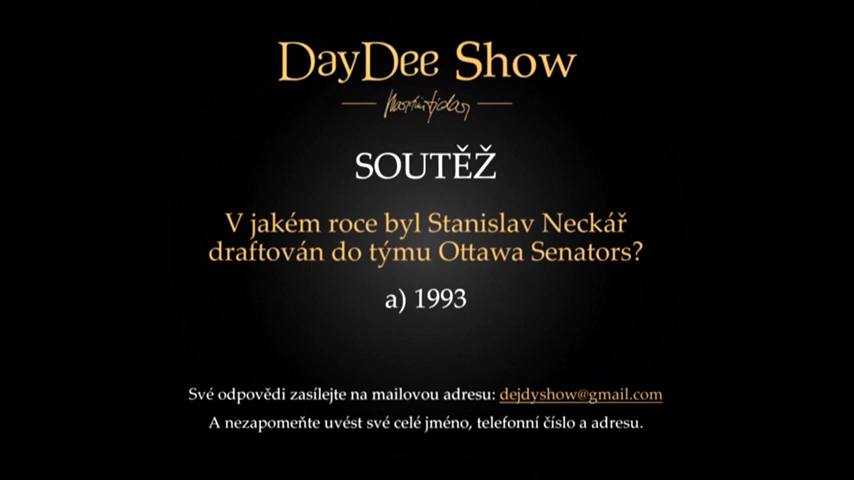 DayDee Show
SOUTĚŽ
V jakém roce byl Stanislav Neckář
draftován do týmu Ottawa Senators?
a) 1993
Své odpovědi zasílejte na mailovou adresu: dejdyshow@gmail.com
A nezapomeňte uvést své celé jméno, telefonní číslo a adresu.